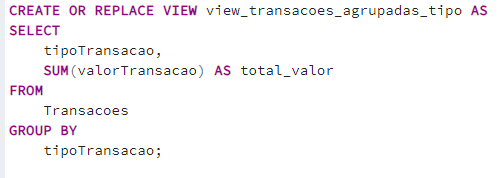 CREATE OR REPLACE VIEW view_transacoes_agrupadas_tipo AS
SELECT
    tipoTransacao,
    SUM(valorTransacao) AS total_valor
FROM
    Transacoes
GROUP BY
    tipoTransacao;